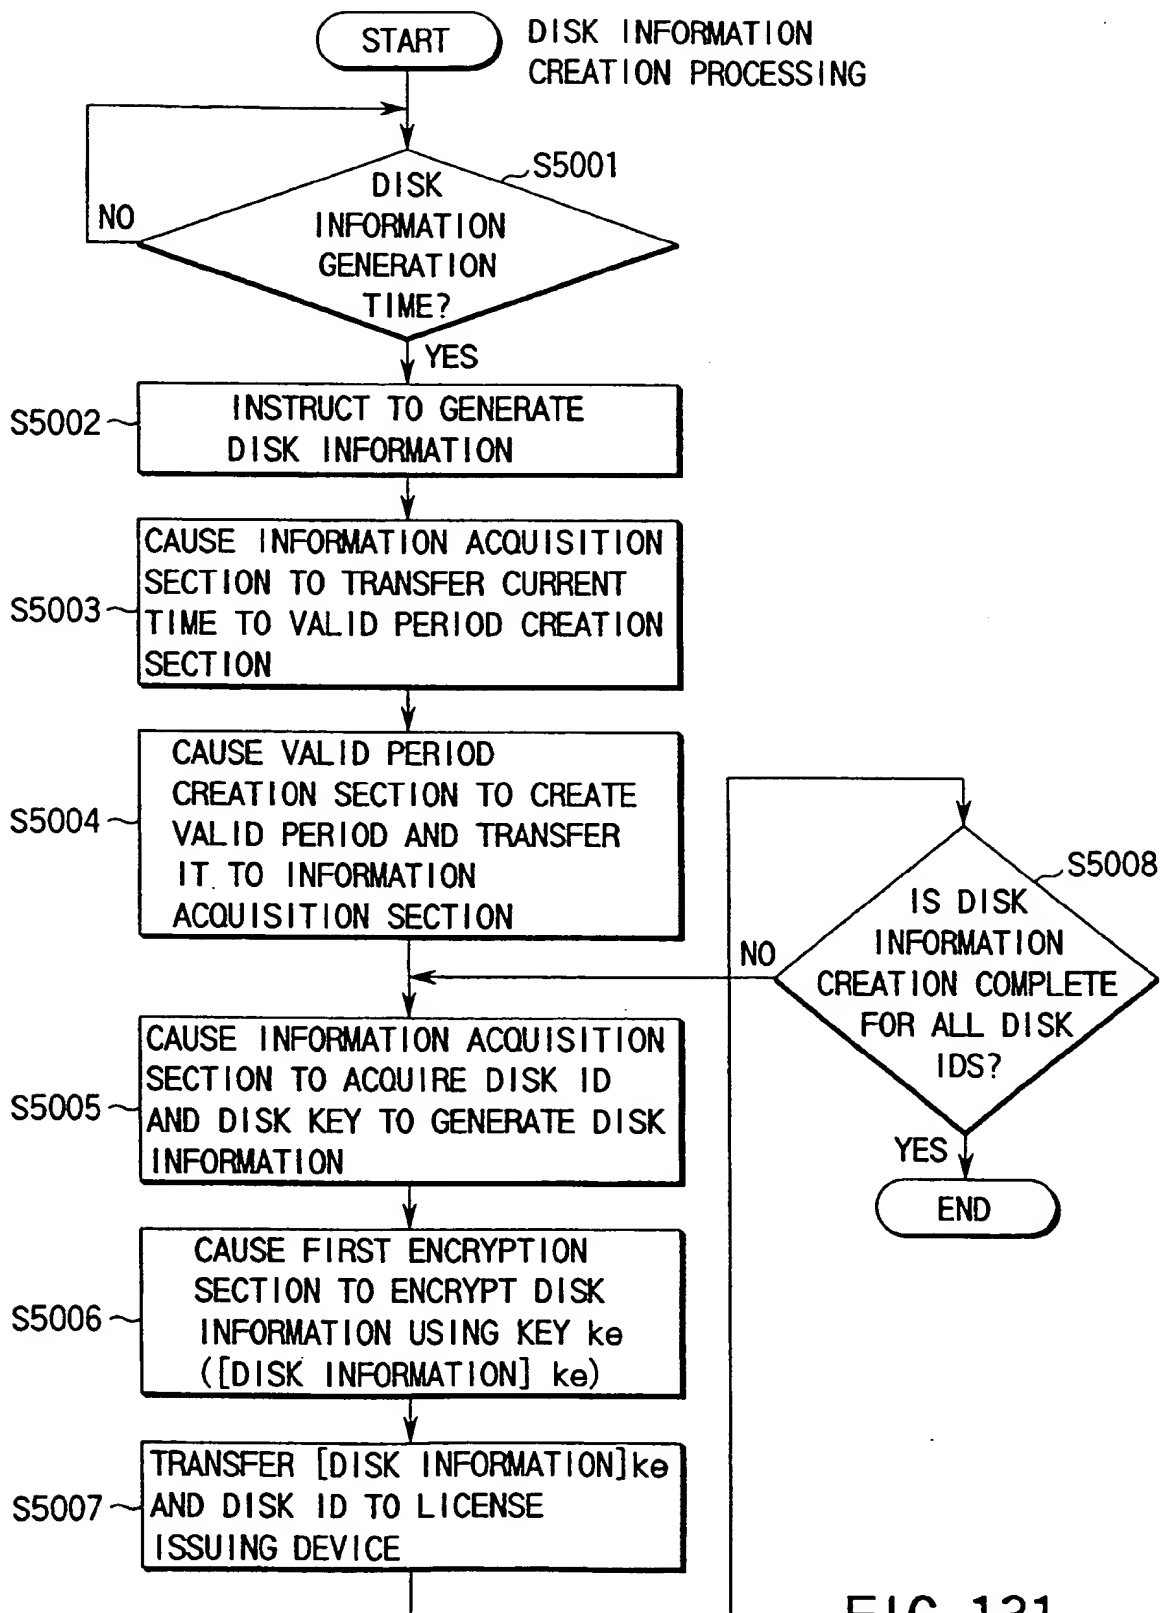 START
DISK INFORMATION
CREATION PROCESSING
S5001
DISK
INFORMATION
GENERATION
TIME?
NO
YES
S5002
INSTRUCT TO GENERATE
DISK INFORMATION
S5003
CAUSE INFORMATION ACQUISITION
SECTION TO TRANSFER CURRENT
TIME TO VALID PERIOD CREATION
SECTION
S5004
CAUSE VALID PERIOD
CREATION SECTION TO CREATE
VALID PERIOD AND TRANSFER
IT TO INFORMATION
ACQUISITION SECTION
S5005
CAUSE INFORMATION ACQUISITION
SECTION TO ACQUIRE DISK ID
AND DISK KEY TO GENERATE DISK
INFORMATION
S5006
CAUSE FIRST ENCRYPTION
SECTION TO ENCRYPT DISK
INFORMATION USING KEY ke
([DISK INFORMATION] ke)
S5007
TRANSFER [DISK INFORMATION]ke
AND DISK ID TO LICENSE
ISSUING DEVICE
S5008
IS DISK
INFORMATION
CREATION COMPLETE
FOR ALL DISK
IDS?
NO
YES
END
FIG. 131